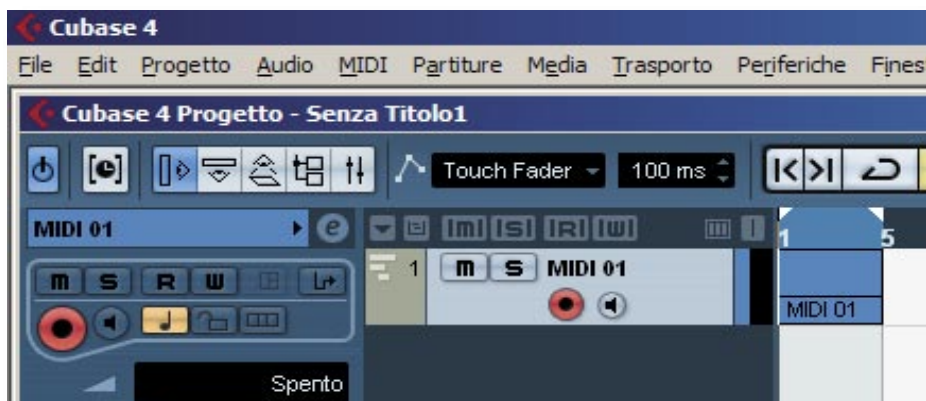 Cubase 4
File Edit Progetto Audio MIDI Partiture Media Trasporto Periferiche Fines
Cubase 4 Progetto - Senza Titolo1
Touch Fader 100 ms
MIDI 01 e m S R W 1 5
m S R W 1 m S MIDI 01
MIDI 01
Spento